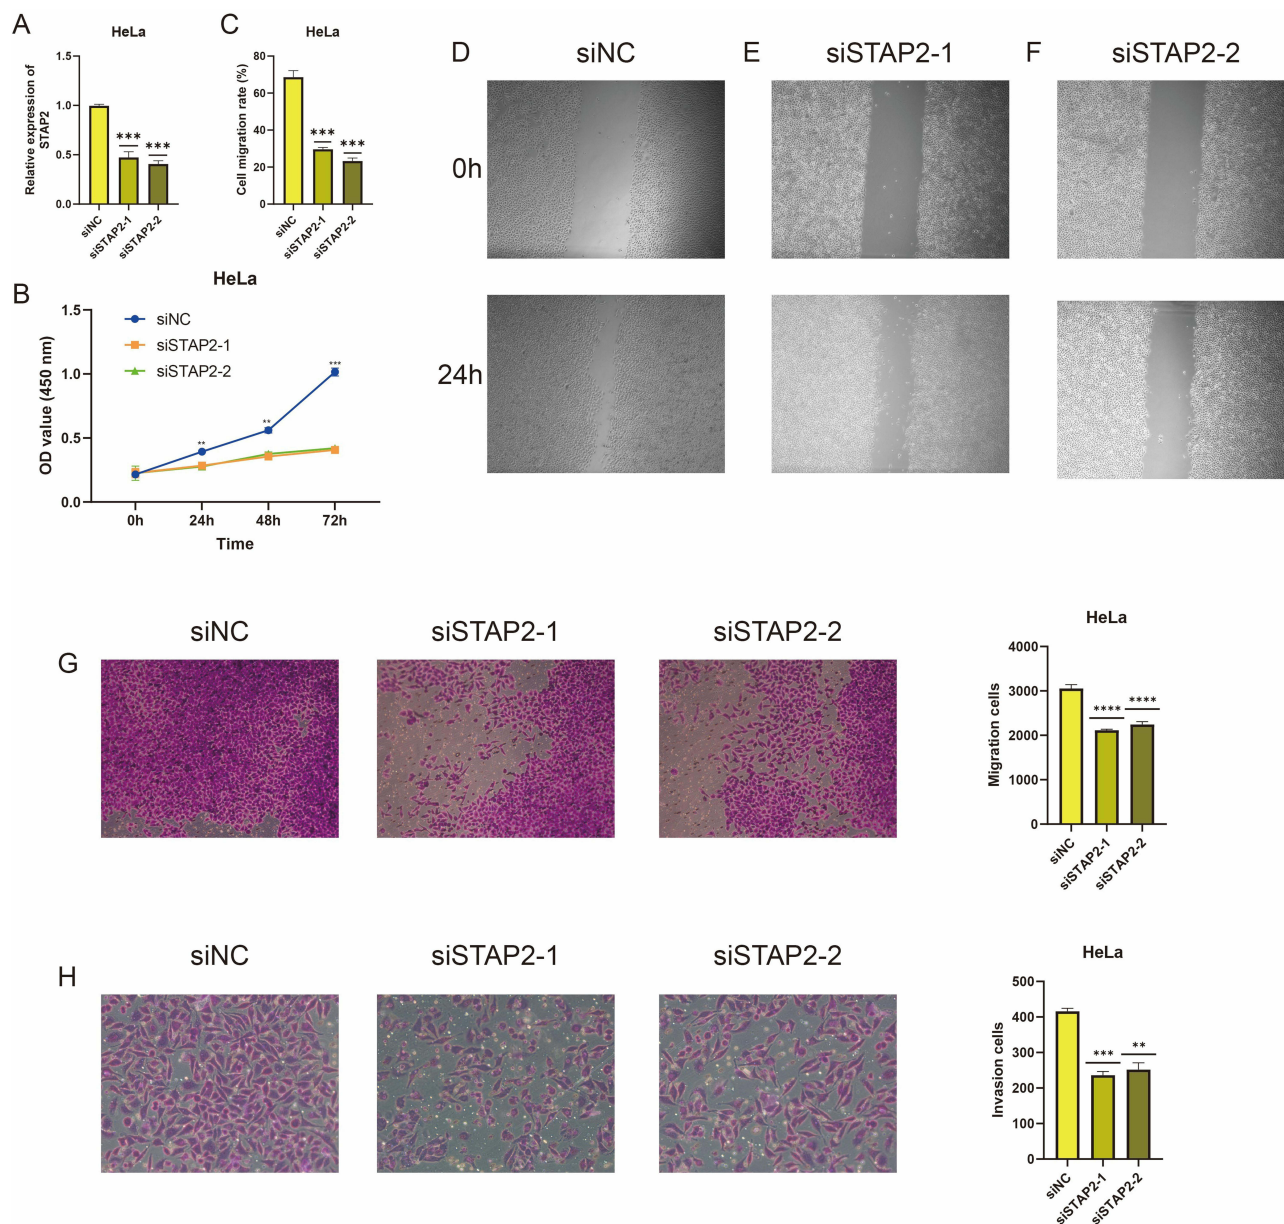 A
HeLa
Relative expression of
STAP2
1.5
1.0
0.5
0.0
***
***
siNC
siSTAP2-1
siSTAP2-2
C
HeLa
Cell migration rate (%)
80
60
40
20
0
***
***
siNC
siSTAP2-1
siSTAP2-2
B
HeLa
OD value (450 nm)
1.5
1.0
0.5
0.0
siNC
siSTAP2-1
siSTAP2-2
**
**
***
0h
24h
48h
72h
Time
D
siNC
E
siSTAP2-1
F
siSTAP2-2
0h
24h
G
siNC
siSTAP2-1
siSTAP2-2
HeLa
Migration cells
4000
3000
2000
1000
0
****
****
siNC
siSTAP2-1
siSTAP2-2
H
siNC
siSTAP2-1
siSTAP2-2
HeLa
Invasion cells
500
400
300
200
100
0
***
**
siNC
siSTAP2-1
siSTAP2-2